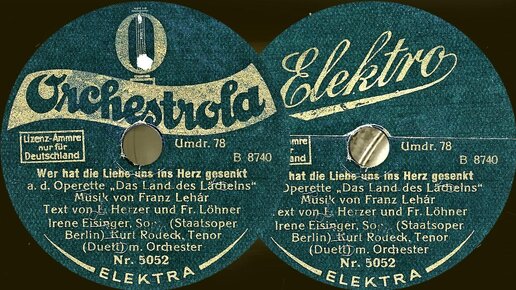 Orchestrola
Lizenz-Ammre
nur für
Deutschland
Umdr. 78
B 8740
Wer hat die Liebe uns ins Herz gesenkt
a. d. Operette „Das Land des Lächelns“
Musik von Franz Lehár
Text von L. Herzer und Fr. Löhner
Irene Eisinger, (Staatsoper
Berlin) Kurt Rodeck, Tenor
(Duett) m. Orchester
Nr. 5052
ELEKTRA
Elektro
Umdr. 78
B 8740
hat die Liebe uns ins Herz gesenkt
Operette „Das Land des Lächelns“
Musik von Franz Lehár
ext von L. Herzer und Fr. Löhner
Irene Eisinger, (Staatsoper
Berlin) Kurt Rodeck, Tenor
(Duett) m. Orchester
Nr. 5052
ELEKTRA